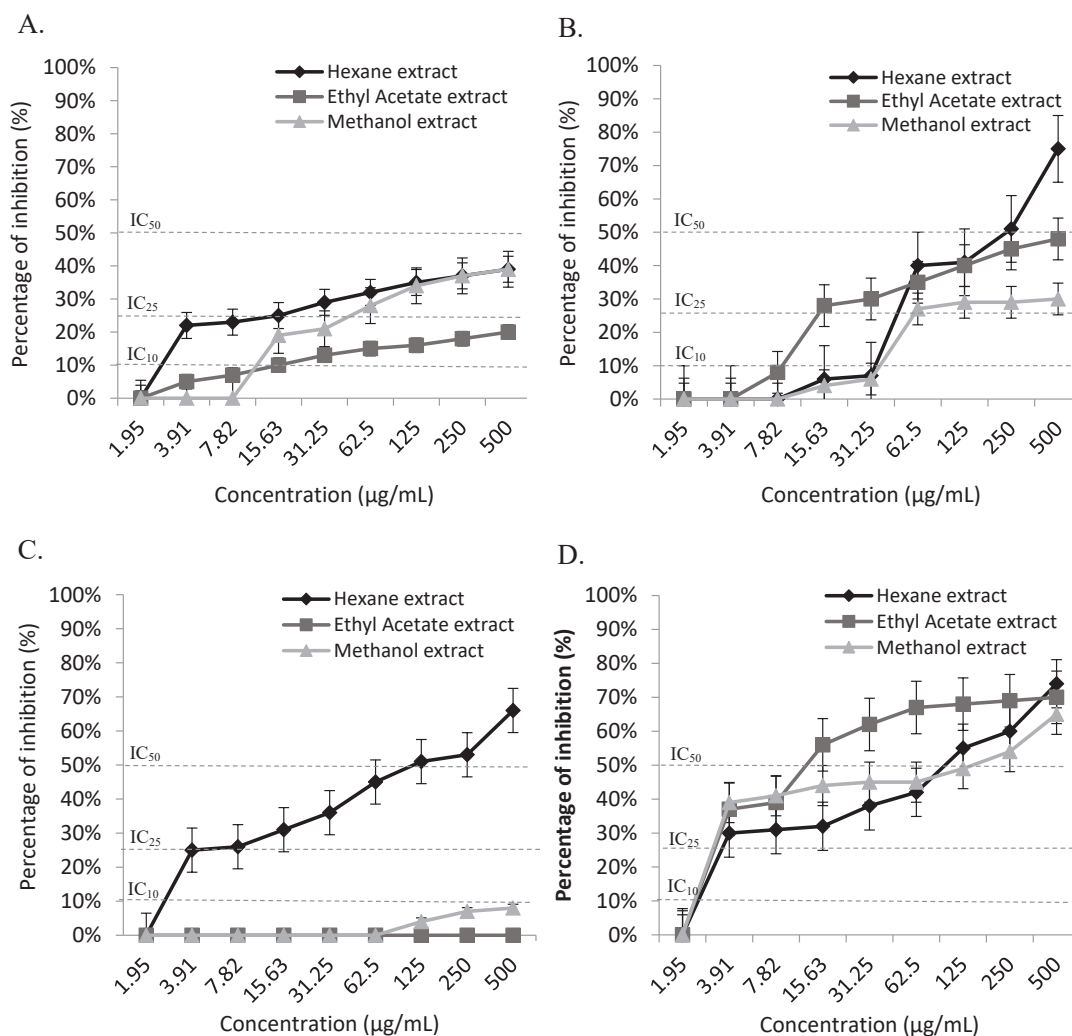 A.
100%
90%
80%
70%
60%
50%
40%
30%
20%
10%
0%
Percentage of inhibition (%)
Hexane extract
Ethyl Acetate extract
Methanol extract
IC50
IC25
IC10
1.95 3.91 7.82 15.63 31.25 62.5 125 250 500
Concentration (µg/mL)
B.
100%
90%
80%
70%
60%
50%
40%
30%
20%
10%
0%
Percentage of inhibition (%)
Hexane extract
Ethyl Acetate extract
Methanol extract
IC50
IC25
IC10
1.95 3.91 7.82 15.63 31.25 62.5 125 250 500
Concentration (µg/mL)
C.
100%
90%
80%
70%
60%
50%
40%
30%
20%
10%
0%
Percentage of inhibition (%)
Hexane extract
Ethyl Acetate extract
Methanol extract
IC50
IC25
IC10
1.95 3.91 7.82 15.63 31.25 62.5 125 250 500
Concentration (µg/mL)
D.
100%
90%
80%
70%
60%
50%
40%
30%
20%
10%
0%
Percentage of inhibition (%)
Hexane extract
Ethyl Acetate extract
Methanol extract
IC50
IC25
IC10
1.95 3.91 7.82 15.63 31.25 62.5 125 250 500
Concentration (µg/mL)